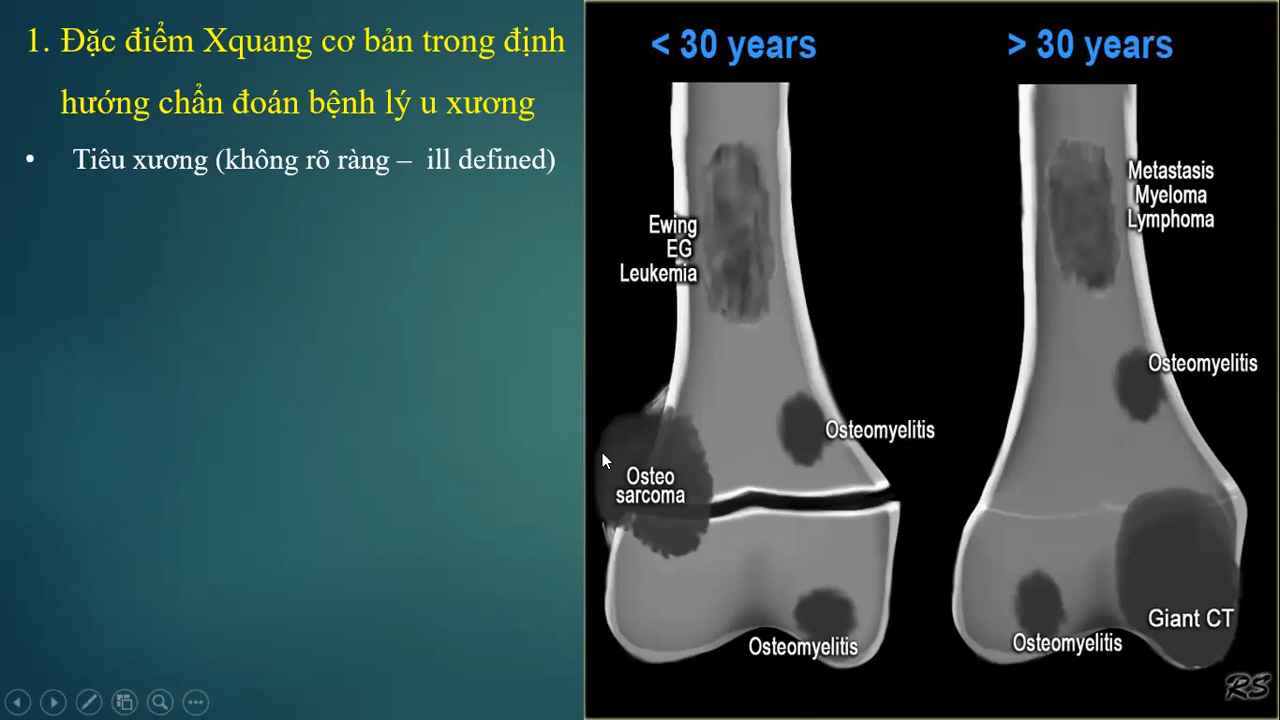 1. Đặc điểm Xquang cơ bản trong định
hướng chẩn đoán bệnh lý u xương
• Tiêu xương (không rõ ràng – ill defined)
< 30 years
> 30 years
Ewing
EG
Leukemia
Osteomyelitis
Osteo
sarcoma
Osteomyelitis
Metastasis
Myeloma
Lymphoma
Osteomyelitis
Giant CT
Osteomyelitis
RS